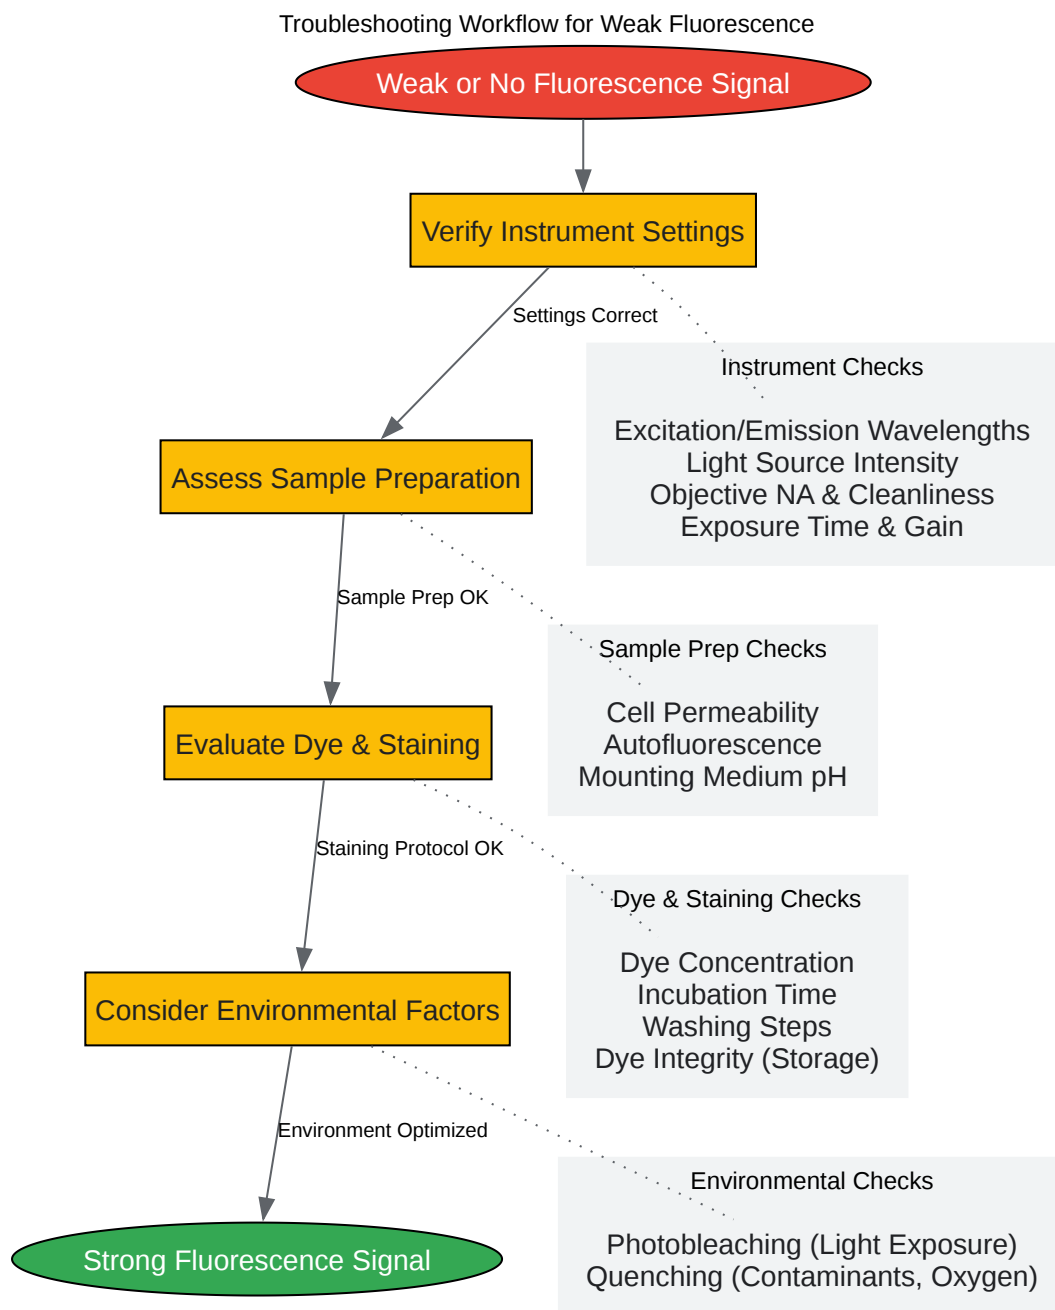 Troubleshooting Workflow for Weak Fluorescence
Weak or No Fluorescence Signal
Verify Instrument Settings
Settings Correct
Instrument Checks
Excitation/Emission Wavelengths
Light Source Intensity
Objective NA & Cleanliness
Exposure Time & Gain
Assess Sample Preparation
Sample Prep OK
Sample Prep Checks
Cell Permeability
Autofluorescence
Mounting Medium pH
Evaluate Dye & Staining
Staining Protocol OK
Dye & Staining Checks
Dye Concentration
Incubation Time
Washing Steps
Dye Integrity (Storage)
Consider Environmental Factors
Environment Optimized
Environmental Checks
Photobleaching (Light Exposure)
Quenching (Contaminants, Oxygen)
Strong Fluorescence Signal